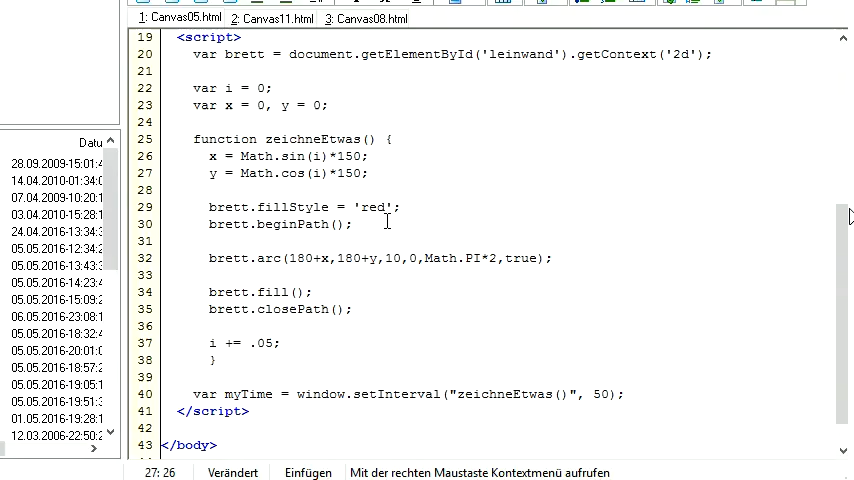 1: Canvas05.html 2: Canvas11.html 3: Canvas08.html
19 <script>
20 var brett = document.getElementById('leinwand').getContext('2d');
21
22 var i = 0;
23 var x = 0, y = 0;
24
25 function zeichneEtwas() {
26 x = Math.sin(i)*150;
27 y = Math.cos(i)*150;
28
29 brett.fillStyle = 'red';
30 brett.beginPath();
31
32 brett.arc(180+x,180+y,10,0,Math.PI*2,true);
33
34 brett.fill();
35 brett.closePath();
36
37 i += .05;
38 }
39
40 var myTime = window.setInterval("zeichneEtwas()", 50);
41 </script>
42
43 </body>
Datu
28.09.2009-15:01:4
14.04.2010-01:34:0
07.04.2009-10:20:1
03.04.2010-15:28:1
24.04.2016-13:34:3
05.05.2016-12:34:2
05.05.2016-13:43:3
05.05.2016-14:23:4
05.05.2016-15:09:2
06.05.2016-23:08:1
05.05.2016-18:32:4
05.05.2016-20:01:0
05.05.2016-18:57:2
05.05.2016-19:05:1
05.05.2016-19:51:3
01.05.2016-19:28:1
12.03.2006-22:50:2
27: 26 Verändert Einfügen Mit der rechten Maustaste Kontextmenü aufrufen